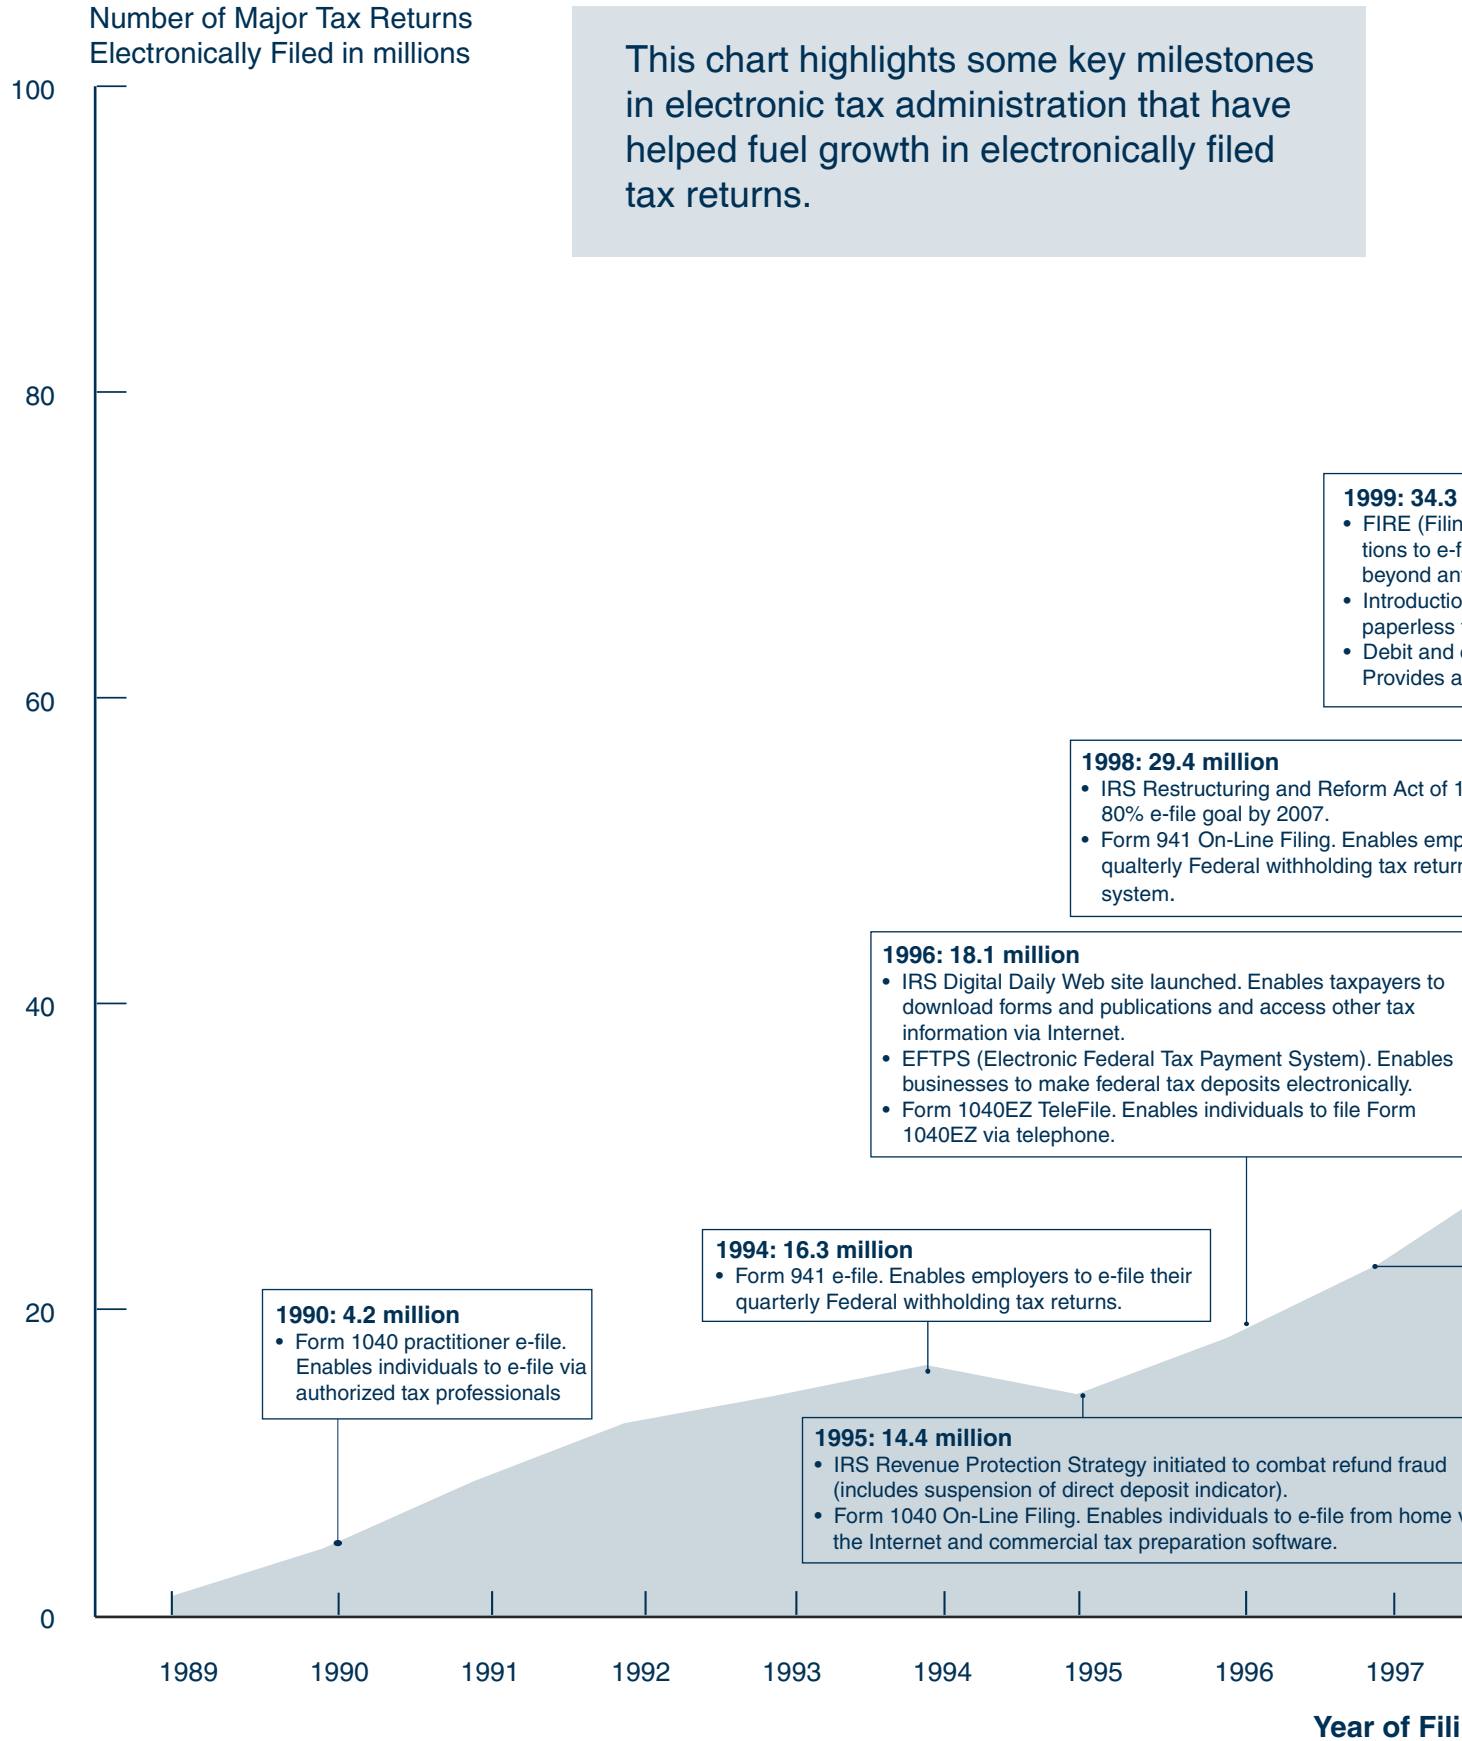 Number of Major Tax Returns
Electronically Filed in millions
This chart highlights some key milestones
in electronic tax administration that have
helped fuel growth in electronically filed
tax returns.
100
80
60
40
20
0
1999: 34.3
• FIRE (Filin
tions to e-f
beyond an
• Introductio
paperless
• Debit and
Provides a
1998: 29.4 million
• IRS Restructuring and Reform Act of 1
80% e-file goal by 2007.
• Form 941 On-Line Filing. Enables emp
qualterly Federal withholding tax return
system.
1996: 18.1 million
• IRS Digital Daily Web site launched. Enables taxpayers to
download forms and publications and access other tax
information via Internet.
• EFTPS (Electronic Federal Tax Payment System). Enables
businesses to make federal tax deposits electronically.
• Form 1040EZ TeleFile. Enables individuals to file Form
1040EZ via telephone.
1994: 16.3 million
• Form 941 e-file. Enables employers to e-file their
quarterly Federal withholding tax returns.
1990: 4.2 million
• Form 1040 practitioner e-file.
Enables individuals to e-file via
authorized tax professionals
1995: 14.4 million
• IRS Revenue Protection Strategy initiated to combat refund fraud
(includes suspension of direct deposit indicator).
• Form 1040 On-Line Filing. Enables individuals to e-file from home v
the Internet and commercial tax preparation software.
1989 1990 1991 1992 1993 1994 1995 1996 1997
Year of Fili